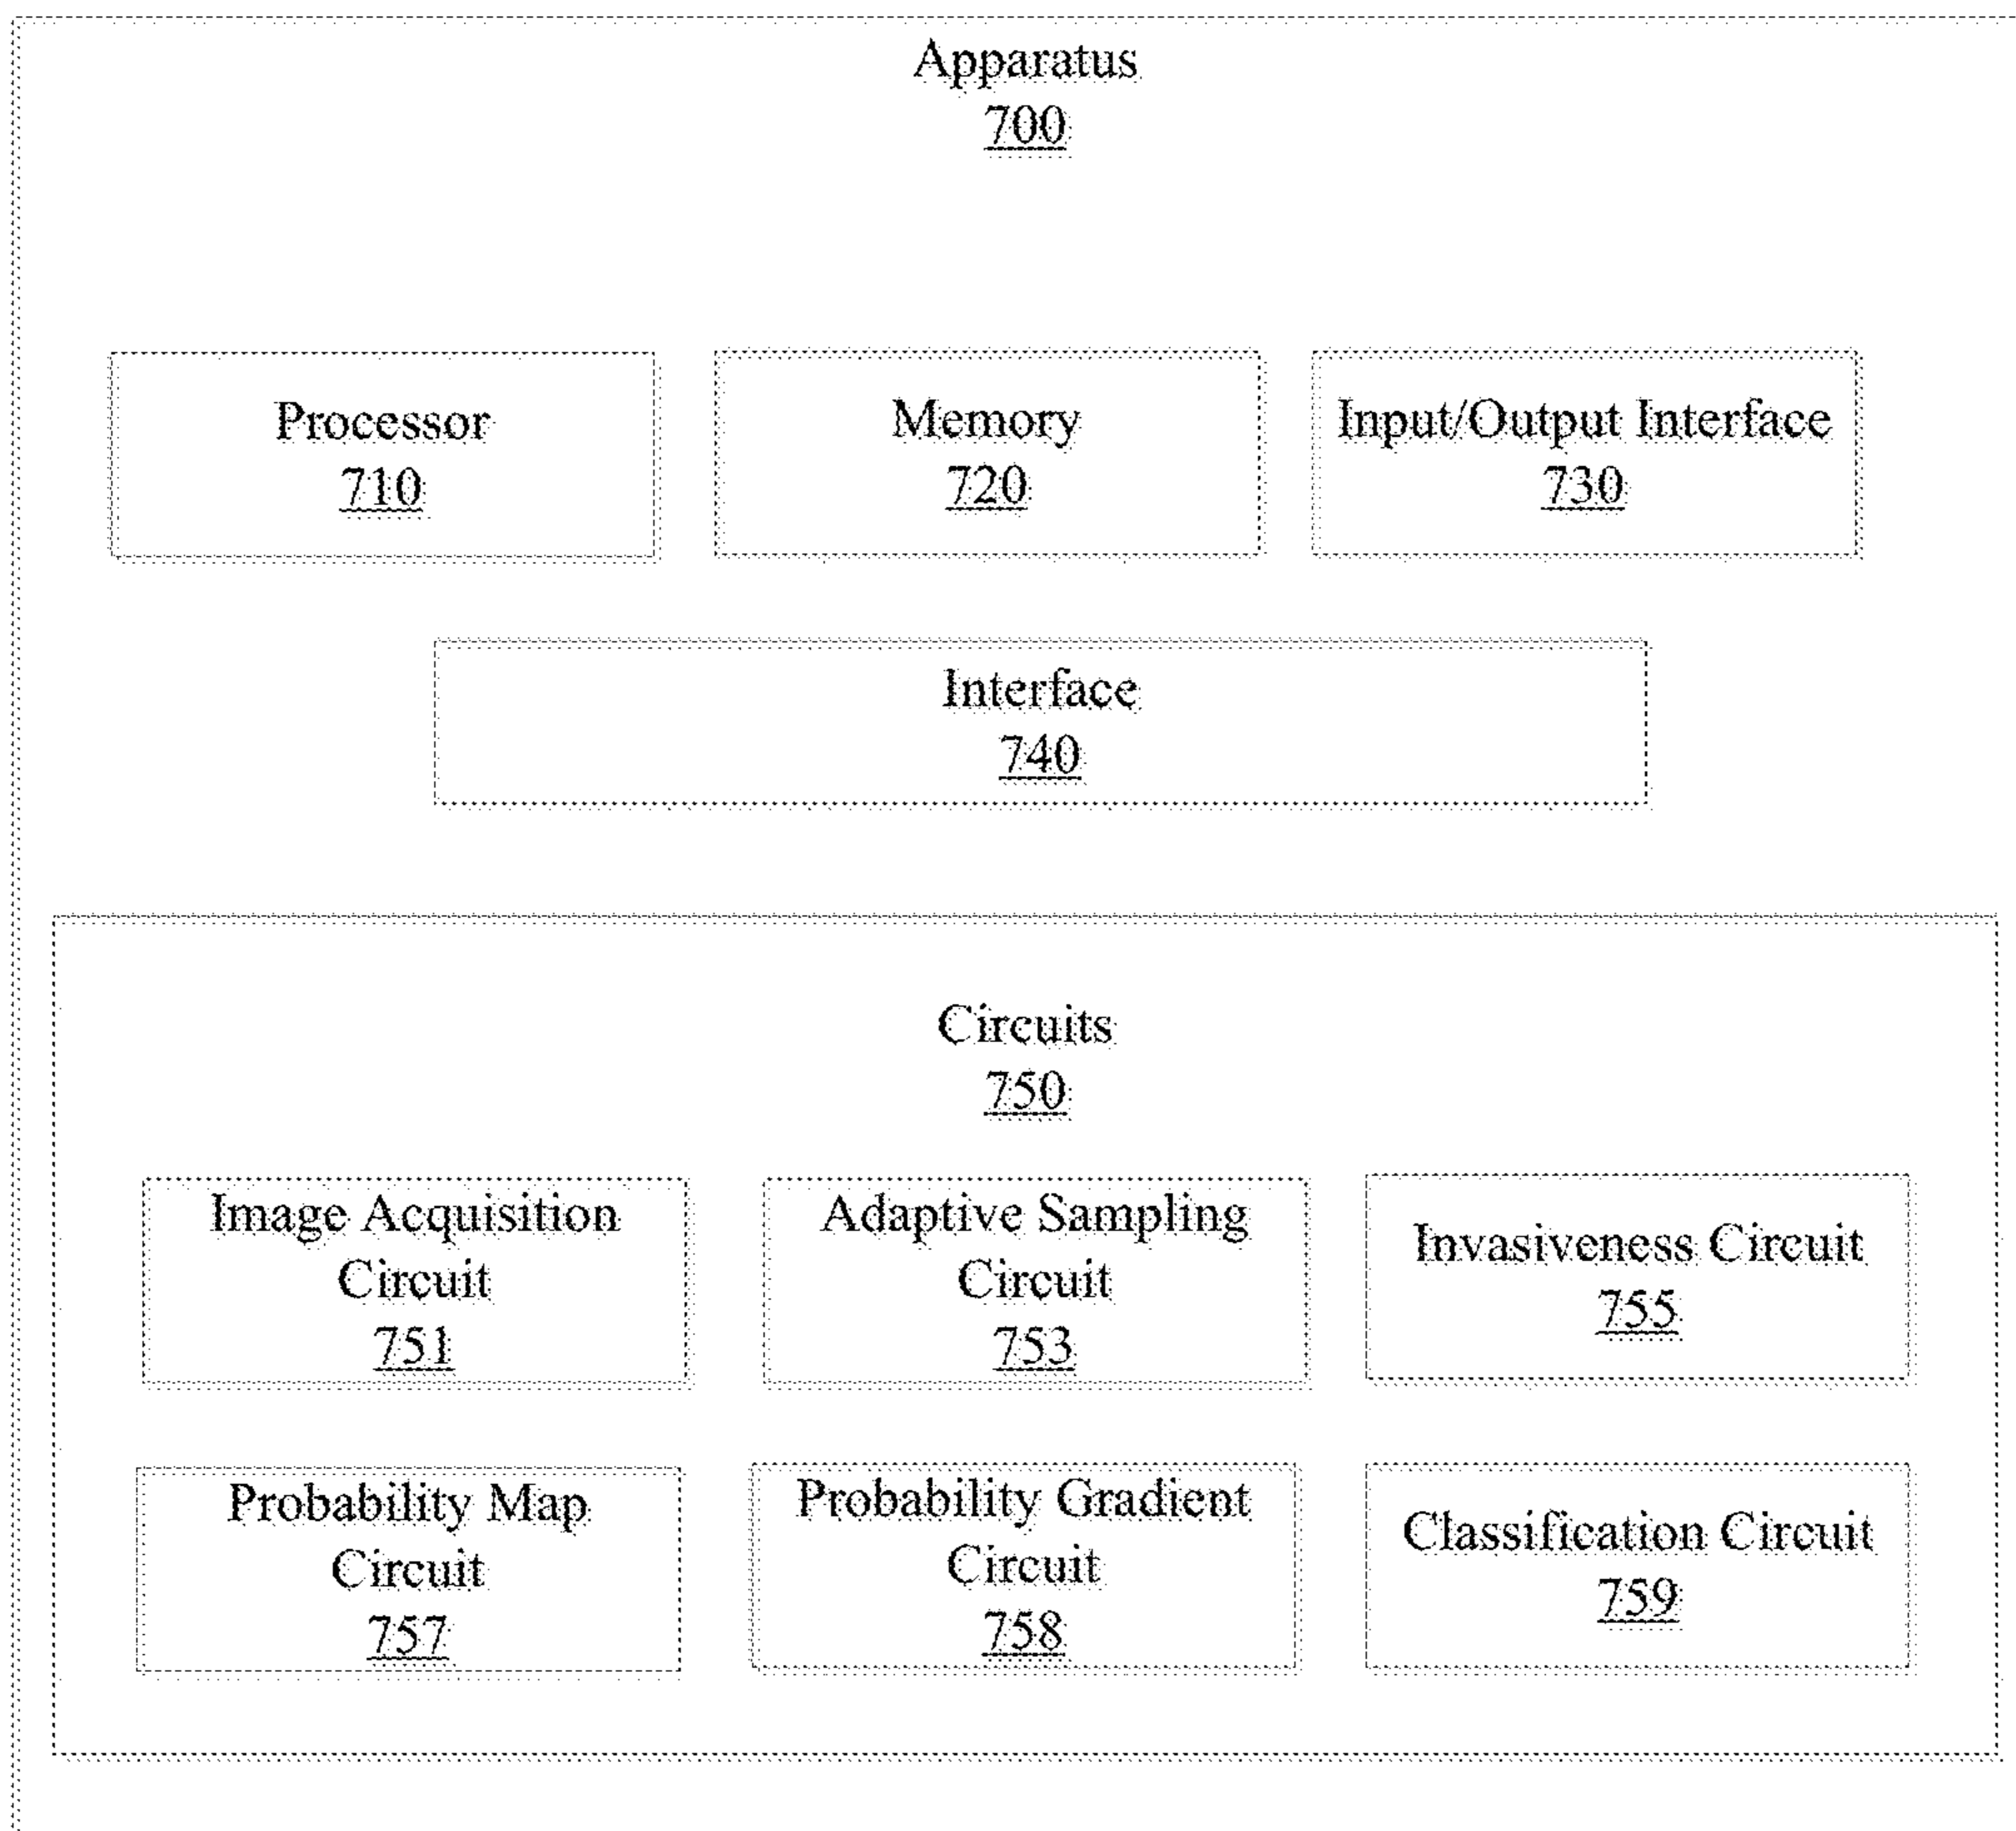 Apparatus
700
Processor
710
Memory
720
Input/Output Interface
730
Interface
740
Circuits
750
Image Acquisition
Circuit
751
Adaptive Sampling
Circuit
753
Invasiveness Circuit
755
Probability Map
Circuit
757
Probability Gradient
Circuit
758
Classification Circuit
759